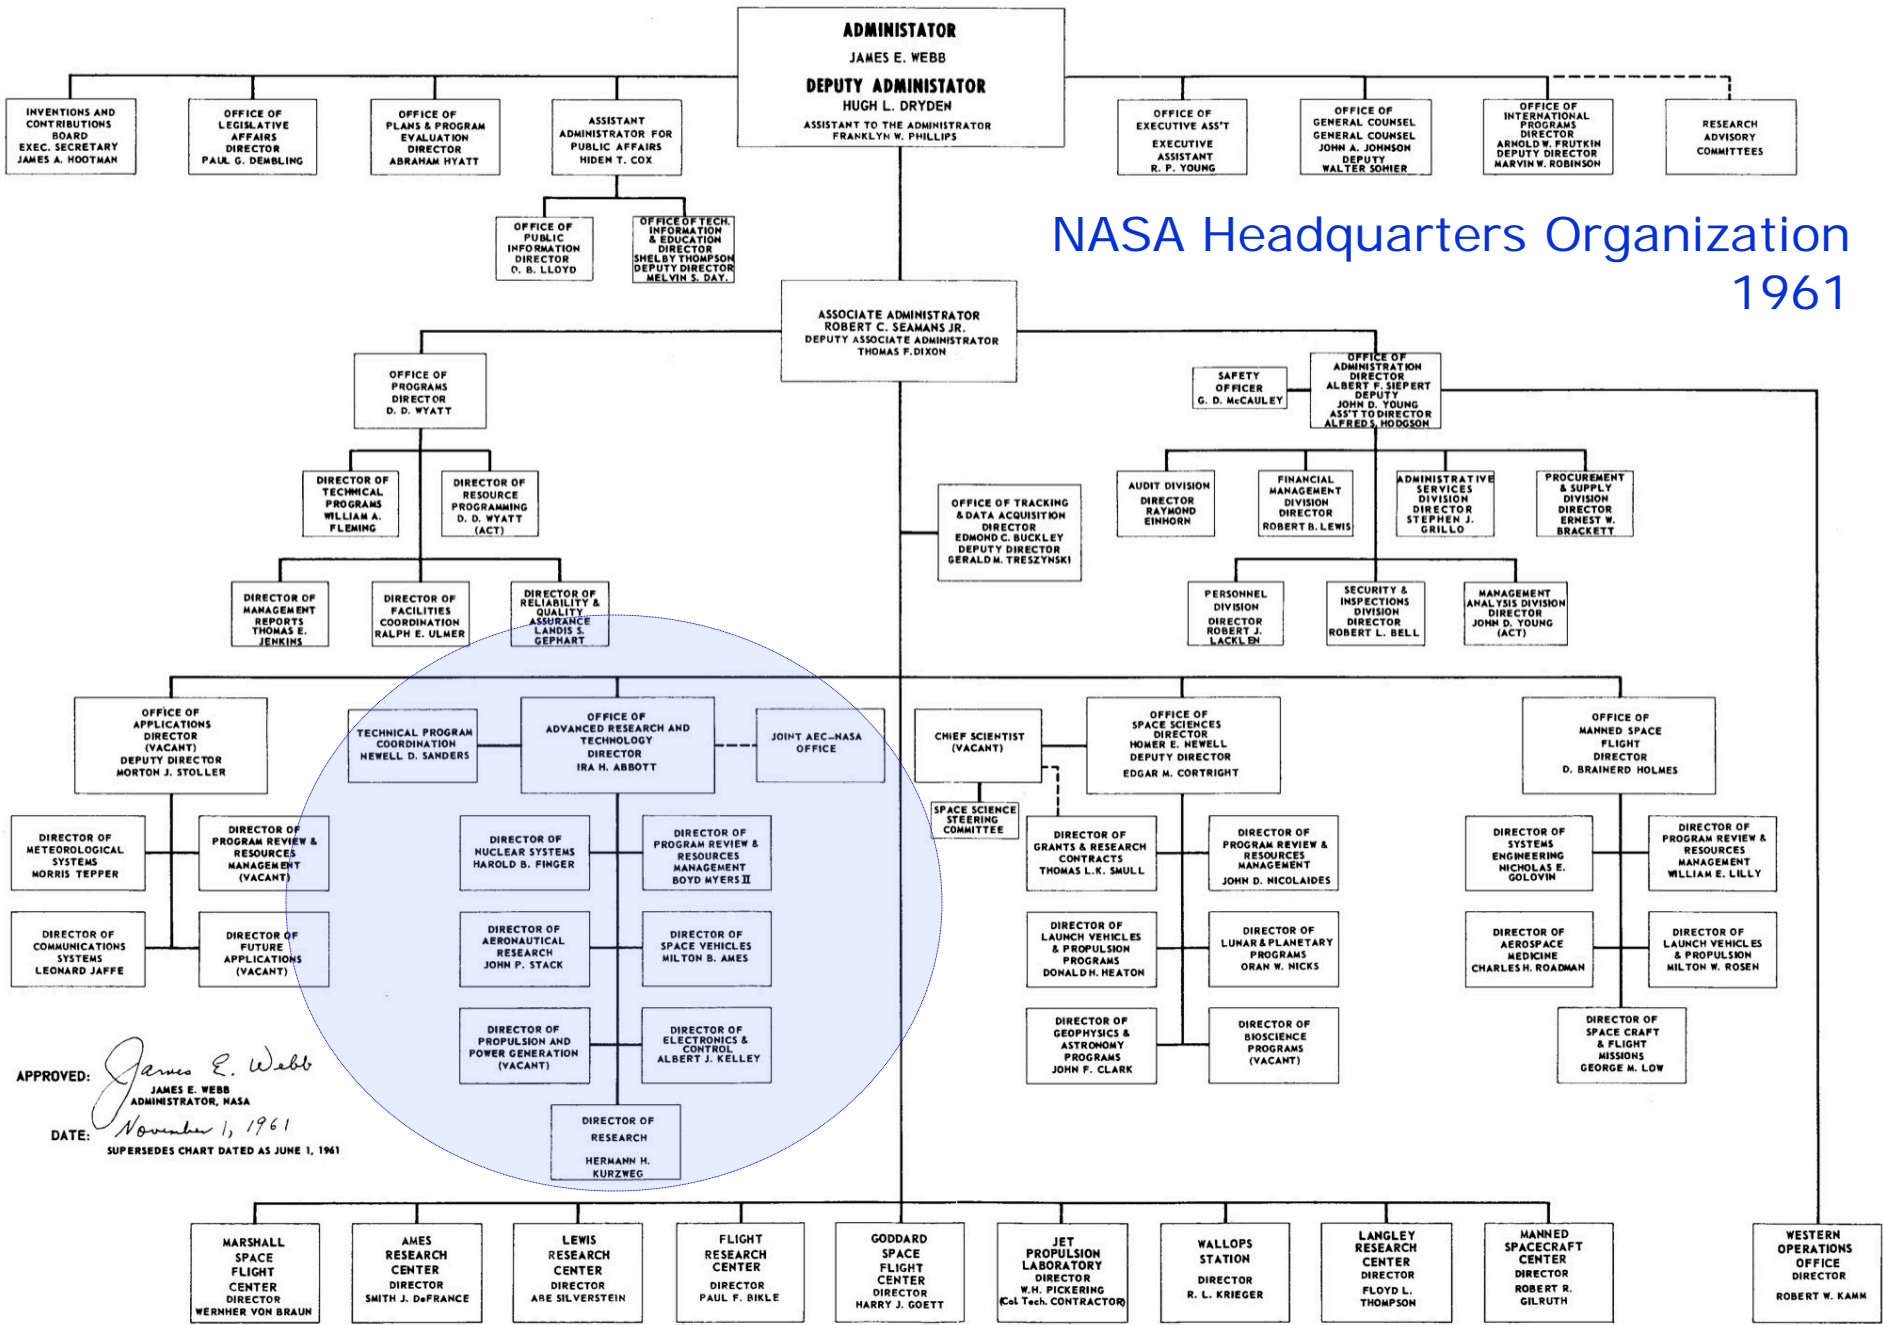 ADMINISTATOR
JAMES E. WEBB
DEPUTY ADMINISTATOR
HUGH L. DRYDEN
ASSISTANT TO THE ADMINISTRATOR
FRANKLYN W. PHILLIPS
INVENTIONS AND
CONTRIBUTIONS
BOARD
EXEC. SECRETARY
JAMES A. HOOTMAN
OFFICE OF
LEGISLATIVE
AFFAIRS
DIRECTOR
PAUL G. DEMBLING
OFFICE OF
PLANS & PROGRAM
EVALUATION
DIRECTOR
ABRAHAM HYATT
ASSISTANT
ADMINISTRATOR FOR
PUBLIC AFFAIRS
HIDEN T. COX
OFFICE OF
EXECUTIVE ASS'T
EXECUTIVE
ASSISTANT
R. P. YOUNG
OFFICE OF
GENERAL COUNSEL
GENERAL COUNSEL
JOHN A. JOHNSON
DEPUTY
WALTER SOHIER
OFFICE OF
INTERNATIONAL
PROGRAMS
DIRECTOR
ARNOLD W. FRUTKIN
DEPUTY DIRECTOR
MARVIN W. ROBINSON
RESEARCH
ADVISORY
COMMITTEES
OFFICE OF
PUBLIC
INFORMATION
DIRECTOR
O. B. LLOYD
OFFICE OF TECH.
INFORMATION
& EDUCATION
DIRECTOR
SHELBY THOMPSON
DEPUTY DIRECTOR
MELVIN S. DAY.
NASA Headquarters Organization
1961
ASSOCIATE ADMINISTRATOR
ROBERT C. SEAMANS JR.
DEPUTY ASSOCIATE ADMINISTRATOR
THOMAS F. DIXON
OFFICE OF
PROGRAMS
DIRECTOR
D. D. WYATT
SAFETY
OFFICER
G. D. McCAULEY
OFFICE OF
ADMINISTRATION
DIRECTOR
ALBERT F. SIEPERT
DEPUTY
JOHN D. YOUNG
ASS'T TO DIRECTOR
ALFRED S. HODGSON
DIRECTOR OF
TECHNICAL
PROGRAMS
WILLIAM A.
FLEMING
DIRECTOR OF
RESOURCE
PROGRAMMING
D. D. WYATT
(ACT)
OFFICE OF TRACKING
& DATA ACQUISITION
DIRECTOR
EDMOND C. BUCKLEY
DEPUTY DIRECTOR
GERALD M. TRESZYNSKI
AUDIT DIVISION
DIRECTOR
RAYMOND
EINHORN
FINANCIAL
MANAGEMENT
DIVISION
DIRECTOR
ROBERT B. LEWIS
ADMINISTRATIVE
SERVICES
DIVISION
DIRECTOR
STEPHEN J.
GRILLO
PROCUREMENT
& SUPPLY
DIVISION
DIRECTOR
ERNEST W.
BRACKETT
DIRECTOR OF
MANAGEMENT
REPORTS
THOMAS E.
JENKINS
DIRECTOR OF
FACILITIES
COORDINATION
RALPH E. ULMER
DIRECTOR OF
RELIABILITY &
QUALITY
ASSURANCE
LANDIS S.
GEPHART
PERSONNEL
DIVISION
DIRECTOR
ROBERT J.
LACKLEN
SECURITY &
INSPECTIONS
DIVISION
DIRECTOR
ROBERT L. BELL
MANAGEMENT
ANALYSIS DIVISION
DIRECTOR
JOHN D. YOUNG
(ACT)
OFFICE OF
APPLICATIONS
DIRECTOR
(VACANT)
DEPUTY DIRECTOR
MORTON J. STOLLER
TECHNICAL PROGRAM
COORDINATION
NEWELL D. SANDERS
OFFICE OF
ADVANCED RESEARCH AND
TECHNOLOGY
DIRECTOR
IRA H. ABBOTT
JOINT AEC-NASA
OFFICE
CHIEF SCIENTIST
(VACANT)
OFFICE OF
SPACE SCIENCES
DIRECTOR
HOMER E. NEWELL
DEPUTY DIRECTOR
EDGAR M. CORTRIGHT
OFFICE OF
MANNED SPACE
FLIGHT
DIRECTOR
D. BRAINERD HOLMES
SPACE SCIENCE
STEERING
COMMITTEE
DIRECTOR OF
METEOROLOGICAL
SYSTEMS
MORRIS TEPPER
DIRECTOR OF
PROGRAM REVIEW &
RESOURCES
MANAGEMENT
(VACANT)
DIRECTOR OF
NUCLEAR SYSTEMS
HAROLD B. FINGER
DIRECTOR OF
PROGRAM REVIEW &
RESOURCES
MANAGEMENT
BOYD MYERS II
DIRECTOR OF
GRANTS & RESEARCH
CONTRACTS
THOMAS L.K. SMULL
DIRECTOR OF
PROGRAM REVIEW &
RESOURCES
MANAGEMENT
JOHN D. NICOLAIDES
DIRECTOR OF
SYSTEMS
ENGINEERING
NICHOLAS E.
GOLOVIN
DIRECTOR OF
PROGRAM REVIEW &
RESOURCES
MANAGEMENT
WILLIAM E. LILLY
DIRECTOR OF
COMMUNICATIONS
SYSTEMS
LEONARD JAFFE
DIRECTOR OF
FUTURE
APPLICATIONS
(VACANT)
DIRECTOR OF
AERONAUTICAL
RESEARCH
JOHN P. STACK
DIRECTOR OF
SPACE VEHICLES
MILTON B. AMES
DIRECTOR OF
LAUNCH VEHICLES
& PROPULSION
PROGRAMS
DONALD H. HEATON
DIRECTOR OF
LUNAR & PLANETARY
PROGRAMS
ORAN W. NICKS
DIRECTOR OF
AEROSPACE
MEDICINE
CHARLES H. ROADMAN
DIRECTOR OF
LAUNCH VEHICLES
& PROPULSION
MILTON W. ROSEN
DIRECTOR OF
PROPULSION AND
POWER GENERATION
(VACANT)
DIRECTOR OF
ELECTRONICS &
CONTROL
ALBERT J. KELLEY
DIRECTOR OF
GEOPHYSICS &
ASTRONOMY
PROGRAMS
JOHN F. CLARK
DIRECTOR OF
BIOSCIENCE
PROGRAMS
(VACANT)
DIRECTOR OF
SPACE CRAFT
& FLIGHT
MISSIONS
GEORGE M. LOW
DIRECTOR OF
RESEARCH
HERMANN H.
KURZWEG
APPROVED: James E. Webb
JAMES E. WEBB
ADMINISTRATOR, NASA
DATE: November 1, 1961
SUPERSEDES CHART DATED AS JUNE 1, 1961
MARSHALL
SPACE
FLIGHT
CENTER
DIRECTOR
WERNHER VON BRAUN
AMES
RESEARCH
CENTER
DIRECTOR
SMITH J. DeFRANCE
LEWIS
RESEARCH
CENTER
DIRECTOR
ABE SILVERSTEIN
FLIGHT
RESEARCH
CENTER
DIRECTOR
PAUL F. BIKLE
GODDARD
SPACE
FLIGHT
CENTER
DIRECTOR
HARRY J. GOETT
JET
PROPULSION
LABORATORY
DIRECTOR
W.H. PICKERING
(Cal. Tech. CONTRACTOR)
WALLOPS
STATION
DIRECTOR
R. L. KRIEGER
LANGLEY
RESEARCH
CENTER
DIRECTOR
FLOYD L.
THOMPSON
MANNED
SPACECRAFT
CENTER
DIRECTOR
ROBERT R.
GILRUTH
WESTERN
OPERATIONS
OFFICE
DIRECTOR
ROBERT W. KAMM